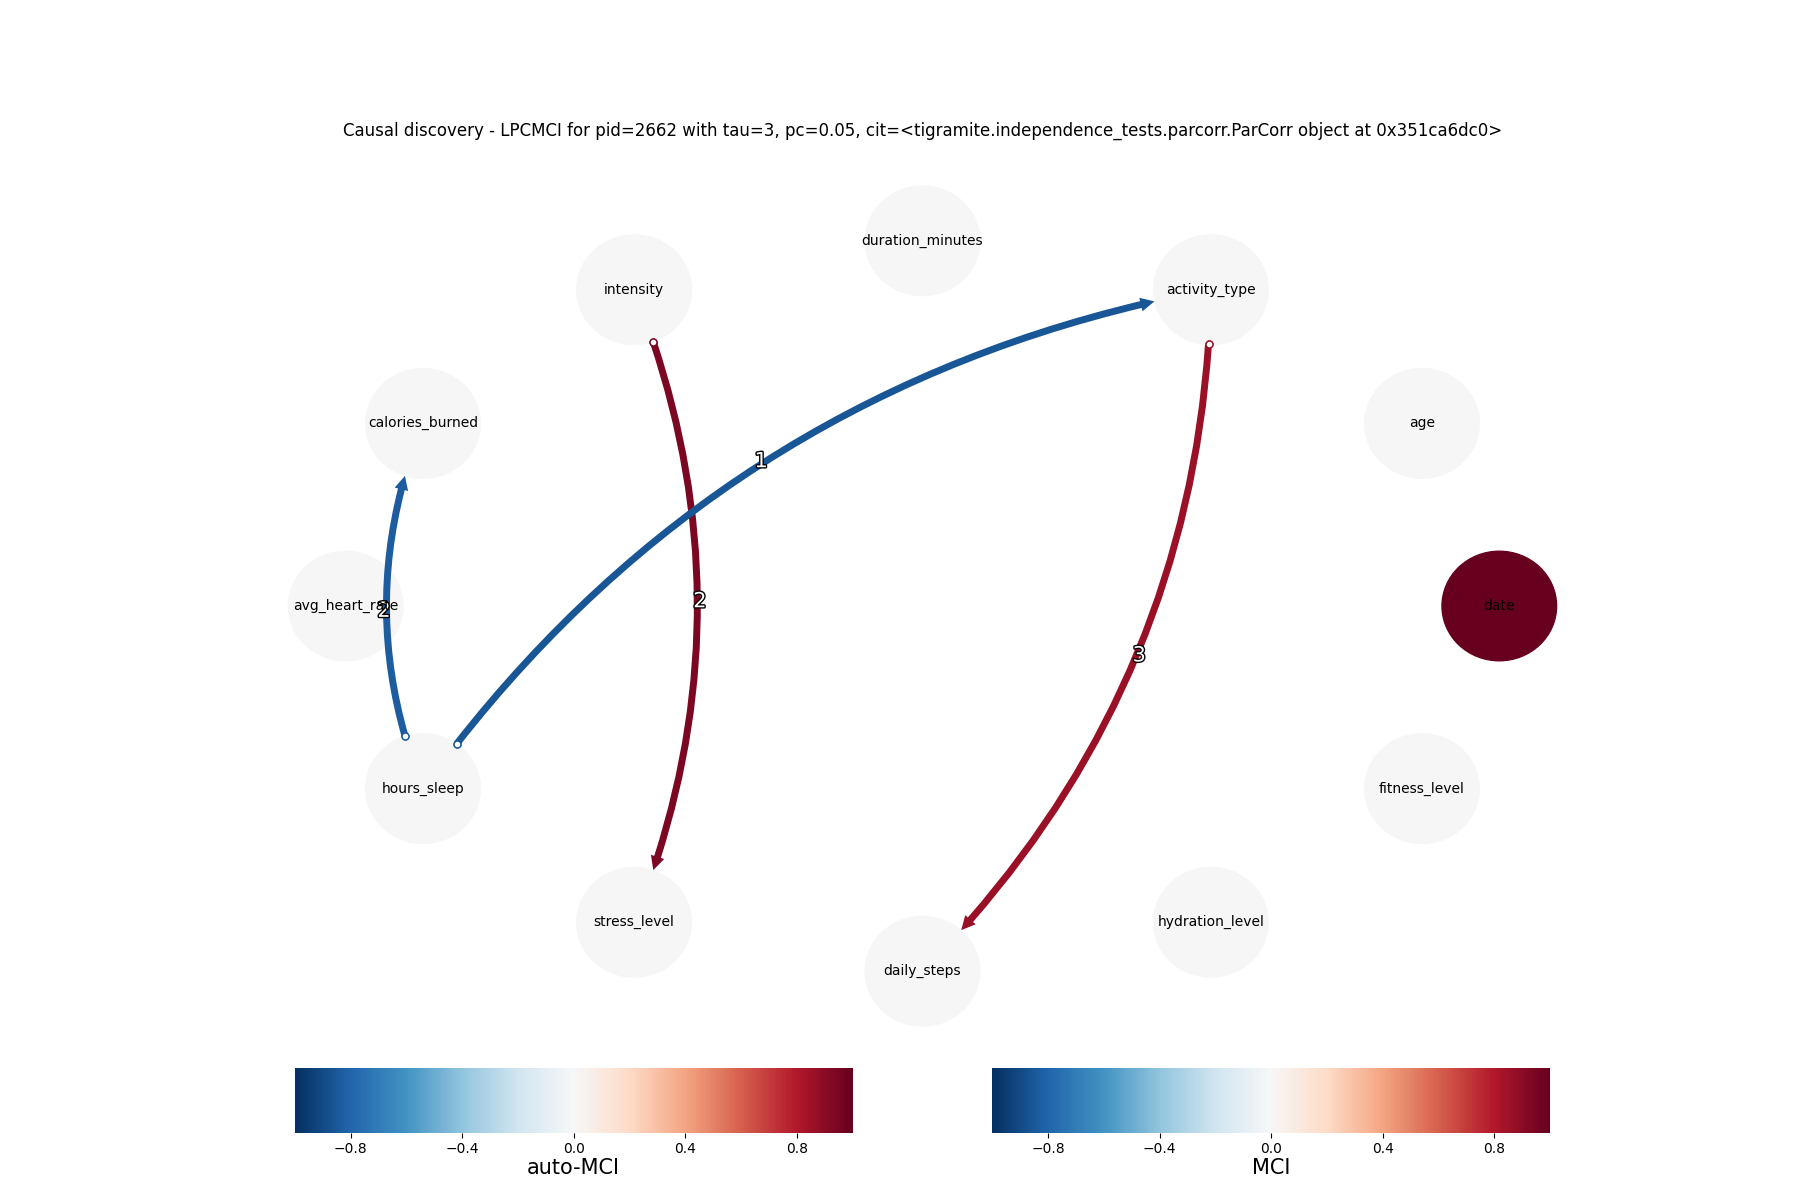 Causal discovery - LPCMCI for pid=2662 with tau=3, pc=0.05, cit=<tigramite.independence_tests.parcorr.ParCorr object at 0x351ca6dc0>
duration_minutes
intensity
activity_type
calories_burned
age
1
avg_heart_rate
2
2
date
3
hours_sleep
fitness_level
stress_level
hydration_level
daily_steps
−0.8 −0.4 0.0 0.4 0.8
auto-MCI
−0.8 −0.4 0.0 0.4 0.8
MCI